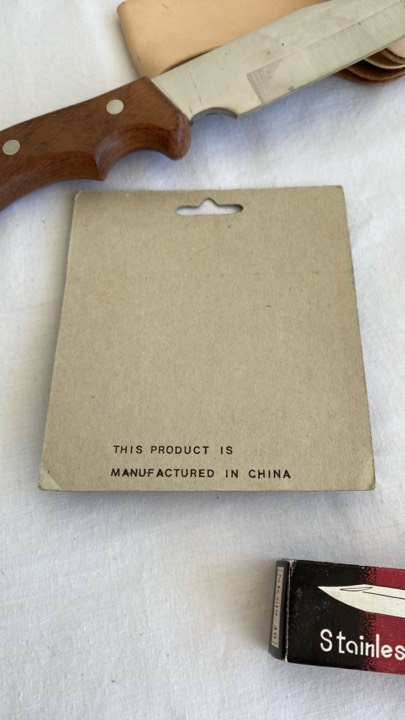 THIS PRODUCT IS
MANUFACTURED IN CHINA
Stainles